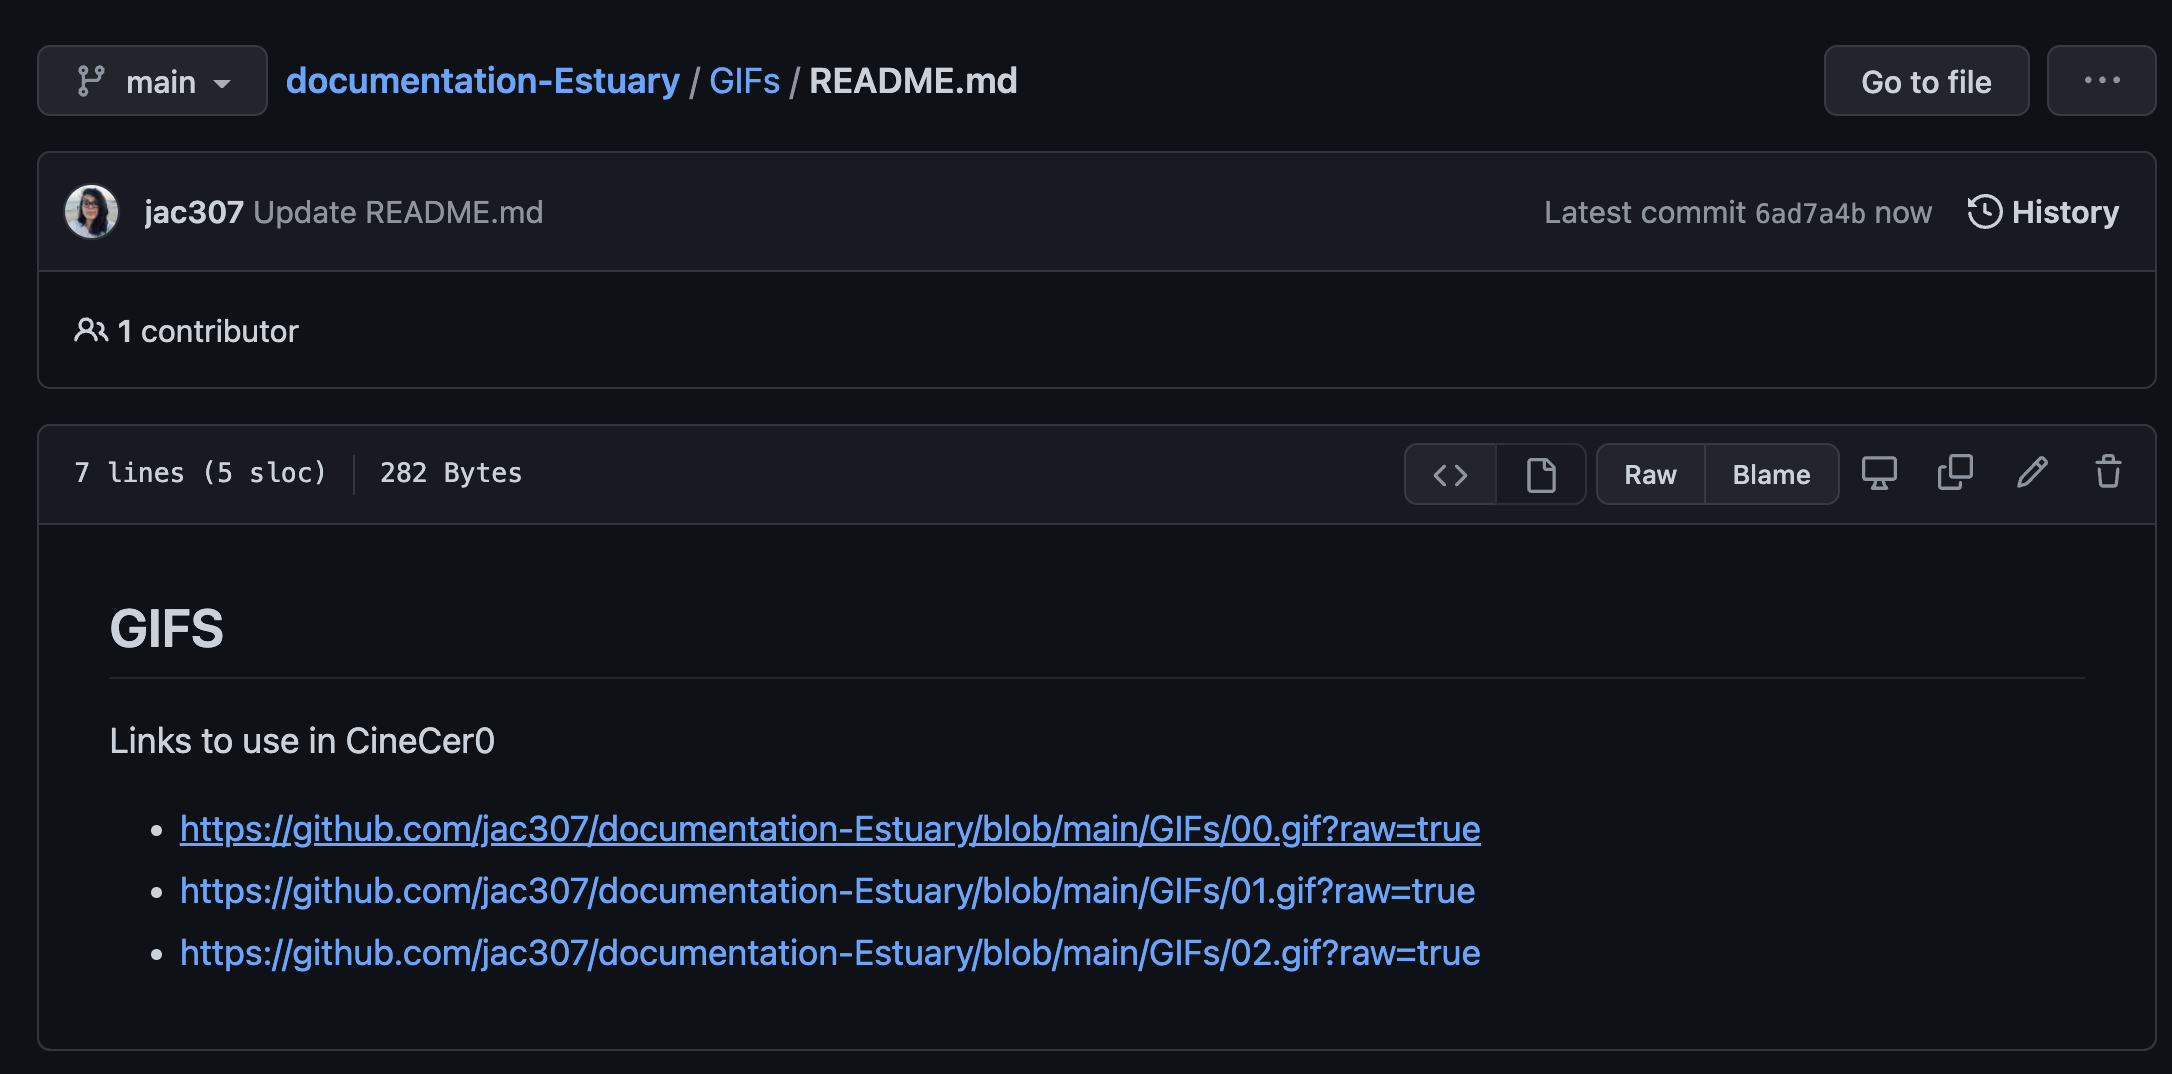 main documentation-Estuary / GIFs / README.md Go to file ...
jac307 Update README.md Latest commit 6ad7a4b now History
1 contributor
7 lines (5 sloc) 282 Bytes Raw Blame
GIFS
Links to use in CineCer0
• https://github.com/jac307/documentation-Estuary/blob/main/GIFs/00.gif?raw=true
• https://github.com/jac307/documentation-Estuary/blob/main/GIFs/01.gif?raw=true
• https://github.com/jac307/documentation-Estuary/blob/main/GIFs/02.gif?raw=true